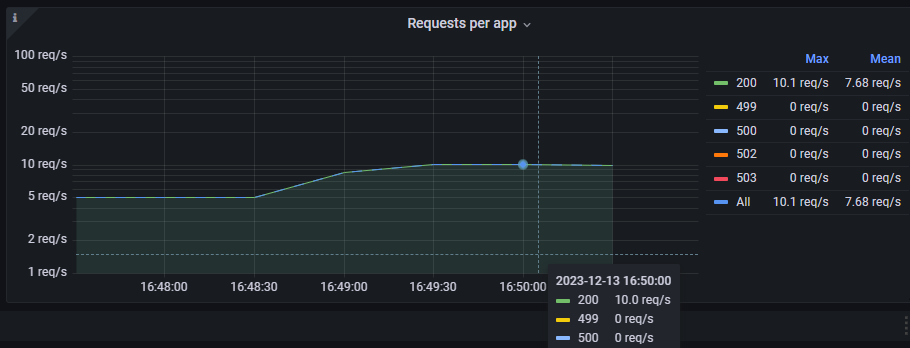 i
Requests per app
100 req/s
50 req/s
20 req/s
10 req/s
5 req/s
2 req/s
1 req/s
16:48:00 16:48:30 16:49:00 16:49:30 16:50:00
Max Mean
200 10.1 req/s 7.68 req/s
499 0 req/s 0 req/s
500 0 req/s 0 req/s
502 0 req/s 0 req/s
503 0 req/s 0 req/s
All 10.1 req/s 7.68 req/s
2023-12-13 16:50:00
200 10.0 req/s
499 0 req/s
500 0 req/s